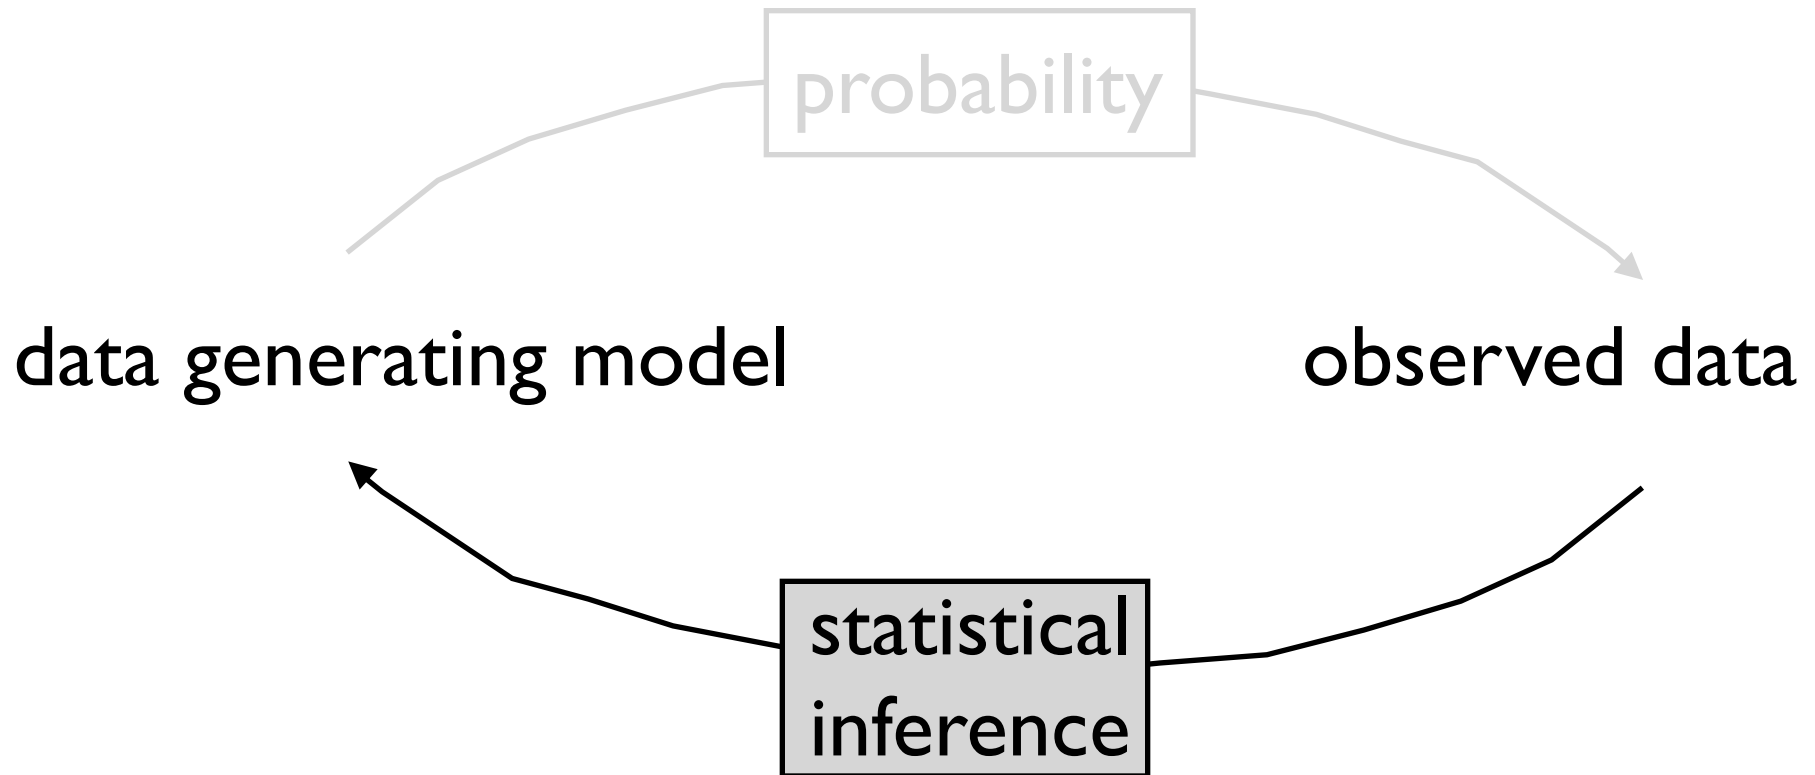 probability
data generating model
observed data
statistical
inference